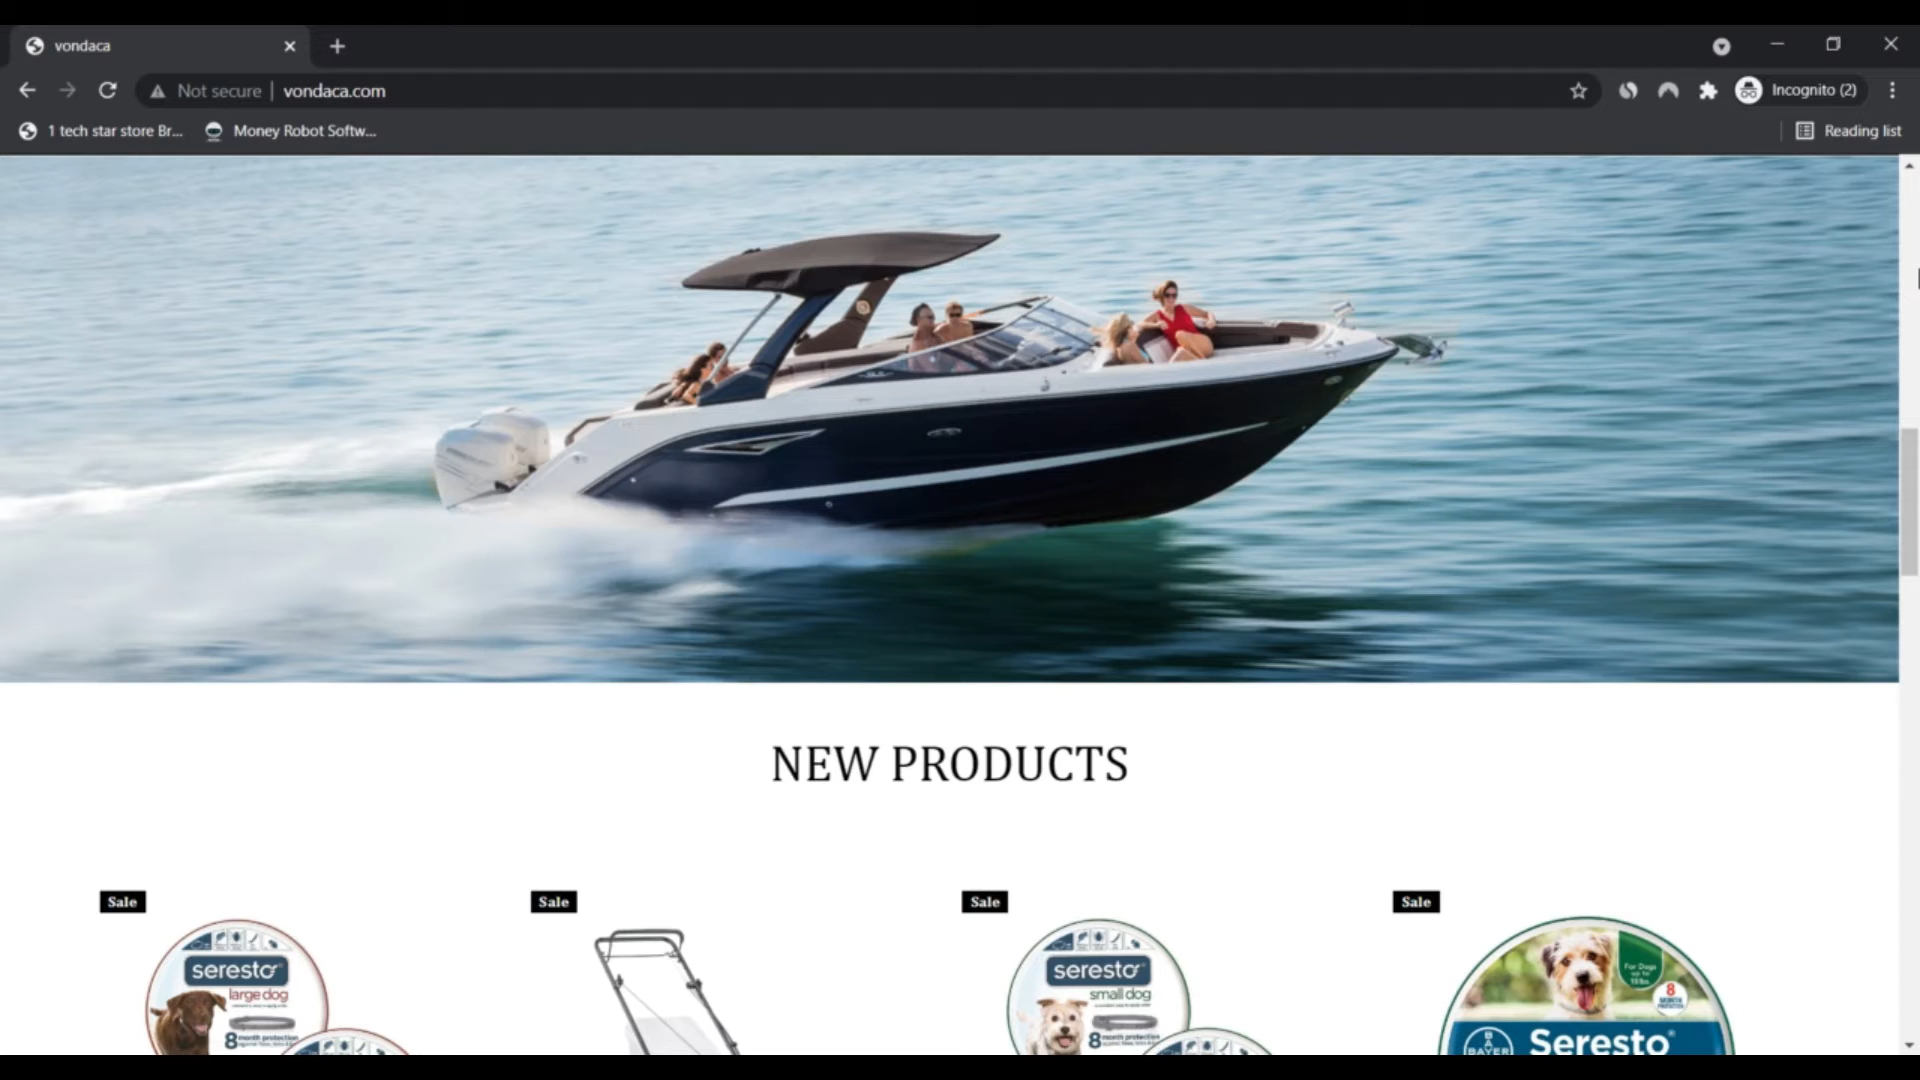 vondaca
Not secure
vondaca.com
Incognito (2)
1 tech star store Br...
Money Robot Softw...
Reading list
NEW PRODUCTS
Sale
Sale
Sale
Sale
seresto
large dog
8 month protection
seresto
small dog
8 month protection
For Dogs
up to
18 lbs
8
MONTH
BAYER
Seresto®